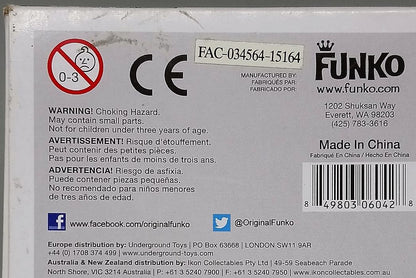 0-3
CE
FAC-034564-15164
MANUFACTURED BY:
FABRIQUÉ PAR:
FABRICADO POR:
FUNKO
www.funko.com
1202 Shuksan Way
Everett, WA 98203
(425) 783-3616
Made In China
Fabriqué En China / Hecho En China
WARNING! Choking Hazard.
May contain small parts.
Not for children under three years of age.
AVERTISSEMENT! Risque d'étouffement.
Peut contenir des petites pièces.
Pas pour les enfants de moins de trois ans.
ADVERTENCIA! Riesgo de asfixia.
Puede contener piezas pequeñas.
No recomendado para niños menores
de tres años de edad.
8 49803 06042 8
www.facebook.com/originalfunko
@OriginalFunko
Europe distribution by: Underground Toys | PO Box 63668 | LONDON SW11 9AR
+44 (0) 1708 374 499 | www.underground-toys.com
Australia & New Zealand distribution by: Ikon Collectables Pty Ltd | 49-59 Seabeach Parade
North Shore, VIC 3214 Australia | P: +61 3 5240 7900 | F: +61 3 5240 7999 | www.ikoncollectables.com